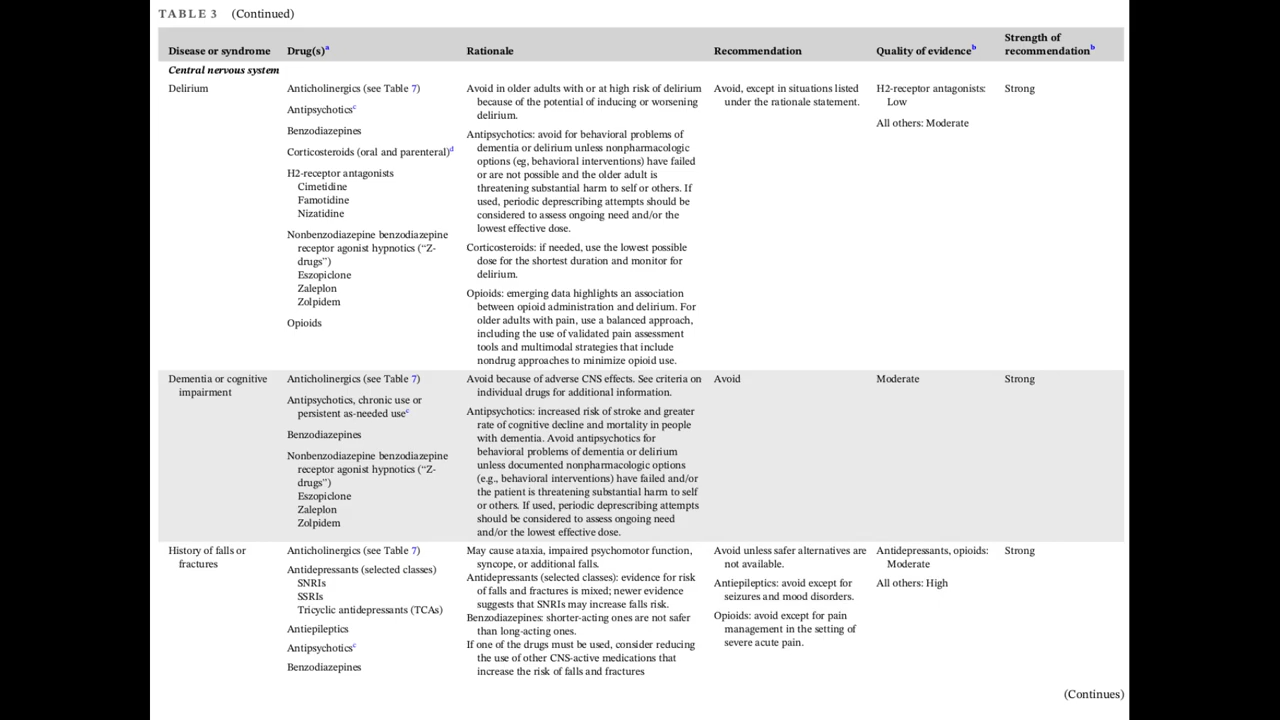 TABLE 3 (Continued)
Disease or syndrome
Drug(s)a
Rationale
Recommendation
Quality of evidenceb
Strength of
recommendationb
Central nervous system
Delirium
Anticholinergics (see Table 7)
Antipsychoticsc
Benzodiazepines
Corticosteroids (oral and parenteral)d
H2-receptor antagonists
Cimetidine
Famotidine
Nizatidine
Nonbenzodiazepine benzodiazepine
receptor agonist hypnotics (“Z-
drugs”)
Eszopiclone
Zaleplon
Zolpidem
Opioids
Avoid in older adults with or at high risk of delirium
because of the potential of inducing or worsening
delirium.
Antipsychotics: avoid for behavioral problems of
dementia or delirium unless nonpharmacologic
options (eg, behavioral interventions) have failed
or are not possible and the older adult is
threatening substantial harm to self or others. If
used, periodic deprescribing attempts should be
considered to assess ongoing need and/or the
lowest effective dose.
Corticosteroids: if needed, use the lowest possible
dose for the shortest duration and monitor for
delirium.
Opioids: emerging data highlights an association
between opioid administration and delirium. For
older adults with pain, use a balanced approach,
including the use of validated pain assessment
tools and multimodal strategies that include
nondrug approaches to minimize opioid use.
Avoid, except in situations listed
under the rationale statement.
H2-receptor antagonists:
Low
All others: Moderate
Strong
Dementia or cognitive
impairment
Anticholinergics (see Table 7)
Antipsychotics, chronic use or
persistent as-needed usec
Benzodiazepines
Nonbenzodiazepine benzodiazepine
receptor agonist hypnotics (“Z-
drugs”)
Eszopiclone
Zaleplon
Zolpidem
Avoid because of adverse CNS effects. See criteria on
individual drugs for additional information.
Antipsychotics: increased risk of stroke and greater
rate of cognitive decline and mortality in people
with dementia. Avoid antipsychotics for
behavioral problems of dementia or delirium
unless documented nonpharmacologic options
(e.g., behavioral interventions) have failed and/or
the patient is threatening substantial harm to self
or others. If used, periodic deprescribing attempts
should be considered to assess ongoing need
and/or the lowest effective dose.
Avoid
Moderate
Strong
History of falls or
fractures
Anticholinergics (see Table 7)
Antidepressants (selected classes)
SNRIs
SSRIs
Tricyclic antidepressants (TCAs)
Antiepileptics
Antipsychoticsc
Benzodiazepines
May cause ataxia, impaired psychomotor function,
syncope, or additional falls.
Antidepressants (selected classes): evidence for risk
of falls and fractures is mixed; newer evidence
suggests that SNRIs may increase falls risk.
Benzodiazepines: shorter-acting ones are not safer
than long-acting ones.
If one of the drugs must be used, consider reducing
the use of other CNS-active medications that
increase the risk of falls and fractures
Avoid unless safer alternatives are
not available.
Antiepileptics: avoid except for
seizures and mood disorders.
Opioids: avoid except for pain
management in the setting of
severe acute pain.
Antidepressants, opioids:
Moderate
All others: High
Strong
(Continues)